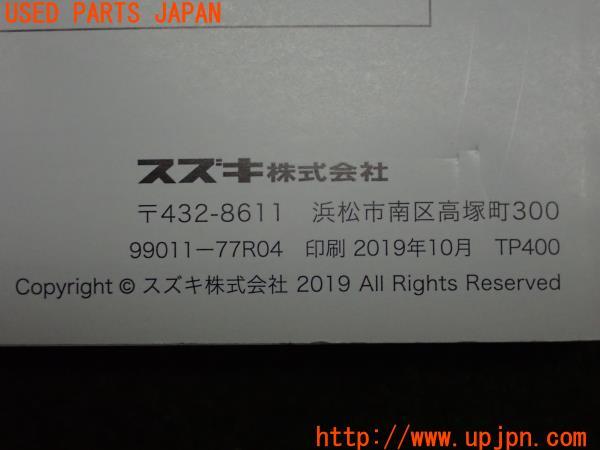 USED PARTS JAPAN
スズキ株式会社
〒432-8611 浜松市南区高塚町300
99011-77R04 印刷 2019年10月 TP400
Copyright © スズキ株式会社 2019 All Rights Reserved
http://www.upjpn.com/